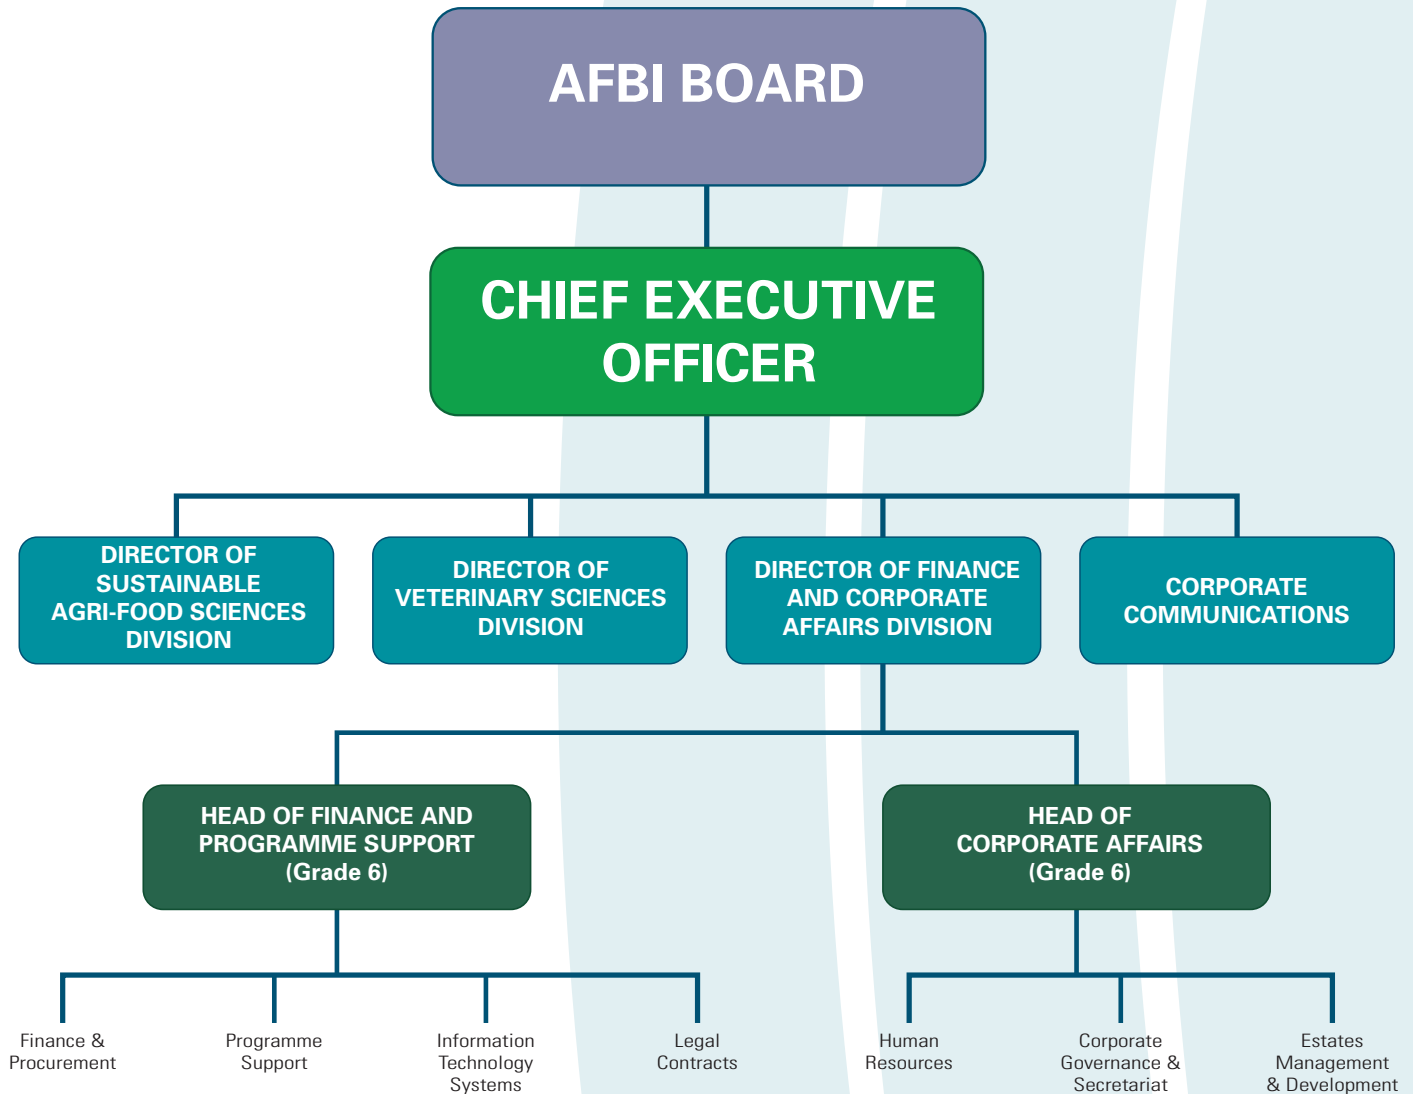 AFBI BOARD
CHIEF EXECUTIVE
OFFICER
DIRECTOR OF
SUSTAINABLE
AGRI-FOOD SCIENCES
DIVISION
DIRECTOR OF
VETERINARY SCIENCES
DIVISION
DIRECTOR OF FINANCE
AND CORPORATE
AFFAIRS DIVISION
CORPORATE
COMMUNICATIONS
HEAD OF FINANCE AND
PROGRAMME SUPPORT
(Grade 6)
HEAD OF
CORPORATE AFFAIRS
(Grade 6)
Finance &
Procurement
Programme
Support
Information
Technology
Systems
Legal
Contracts
Human
Resources
Corporate
Governance &
Secretariat
Estates
Management
& Development